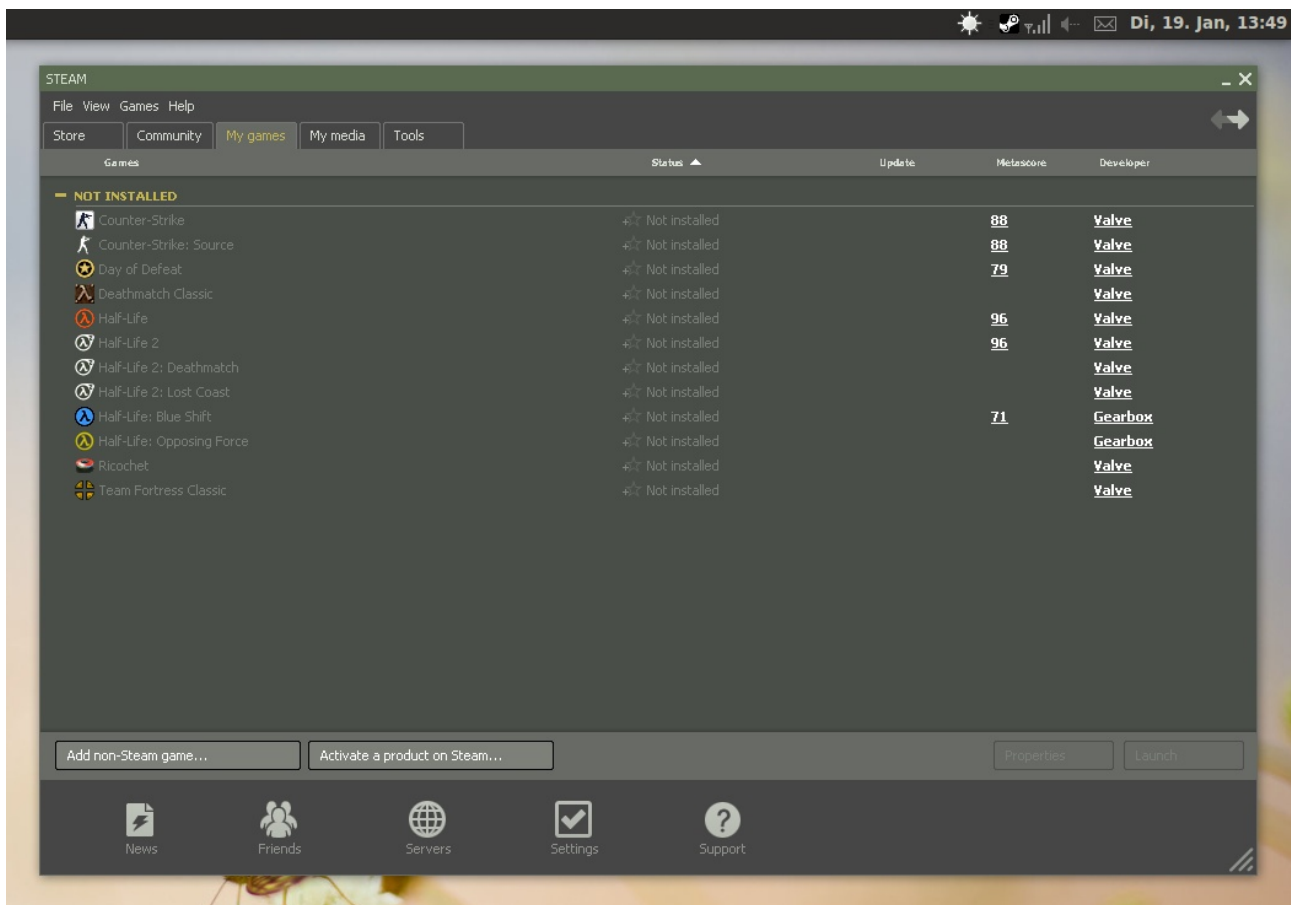 Di, 19. Jan, 13:49
STEAM
File View Games Help
Store Community My games My media Tools
Games Status Update Metascore Developer
NOT INSTALLED
Counter-Strike Not installed 88 Valve
Counter-Strike: Source Not installed 88 Valve
Day of Defeat Not installed 79 Valve
Deathmatch Classic Not installed Valve
Half-Life Not installed 96 Valve
Half-Life 2 Not installed 96 Valve
Half-Life 2: Deathmatch Not installed Valve
Half-Life 2: Lost Coast Not installed Valve
Half-Life: Blue Shift Not installed 71 Gearbox
Half-Life: Opposing Force Not installed Gearbox
Ricochet Not installed Valve
Team Fortress Classic Not installed Valve
Add non-Steam game... Activate a product on Steam... Properties Launch
News Friends Servers Settings Support